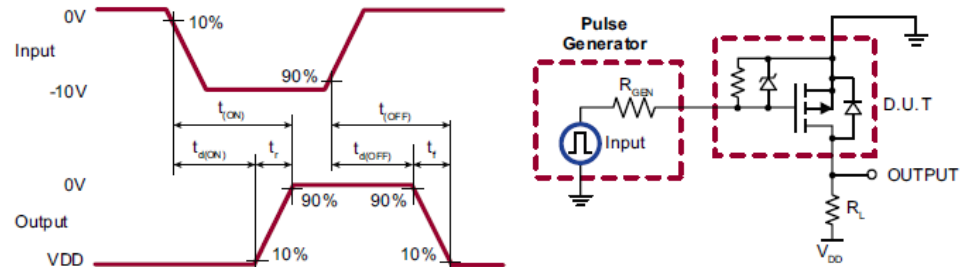 0V
10%
Input
90%
-10V
t(ON)
t(OFF)
td(ON)
tr
td(OFF)
tf
0V
90%
90%
Output
10%
10%
VDD
Pulse
Generator
RGEN
Input
D.U.T
OUTPUT
RL
VDD